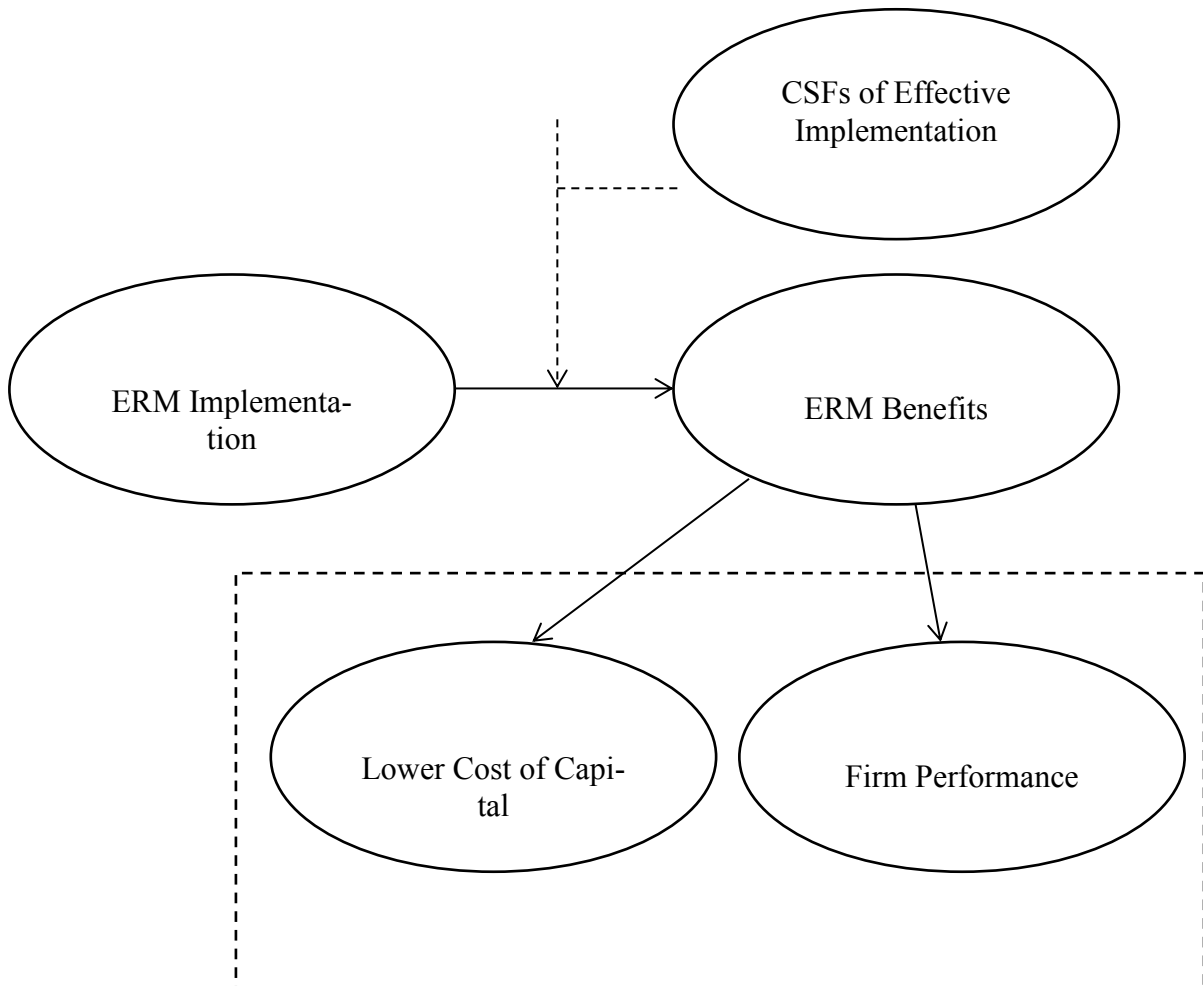 CSFs of Effective
Implementation
ERM Implementa-
tion
ERM Benefits
Lower Cost of Capi-
tal
Firm Performance